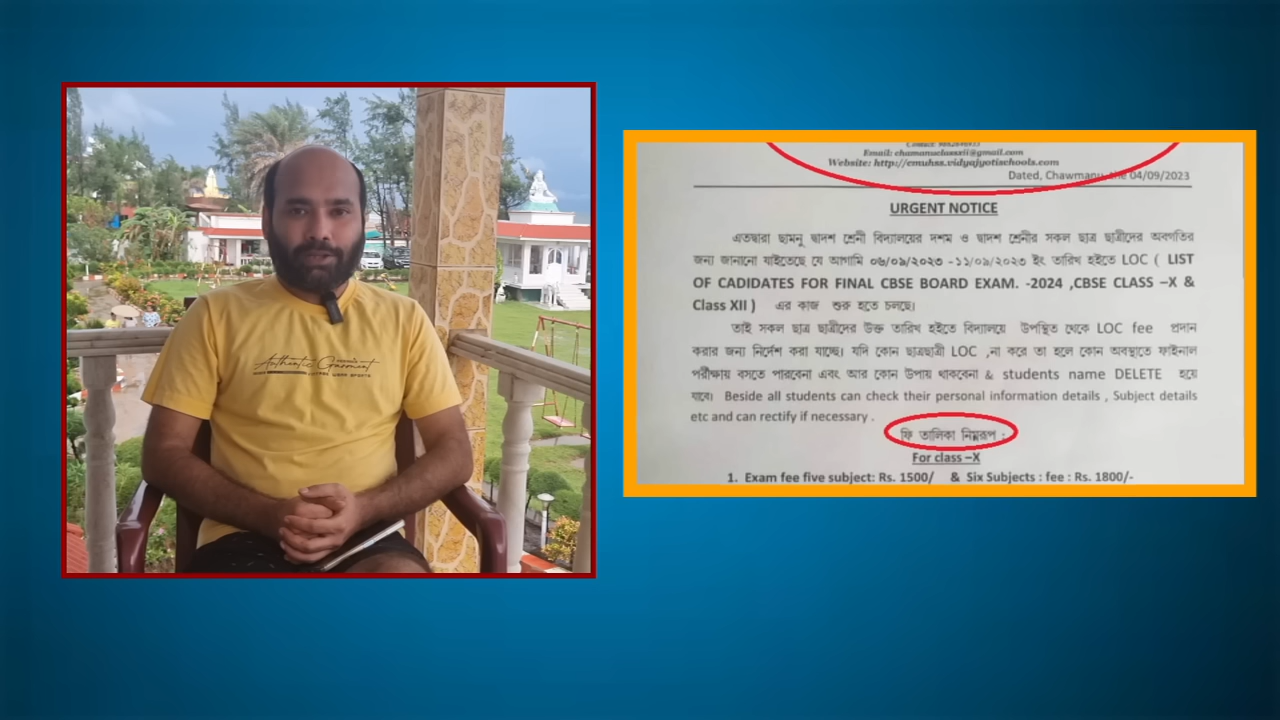 Authentic Garment
Email: chamanuclassxii@gmail.com
Website: http://cmuhss.vidyajyotischools.com
Dated, Chawmanu, the 04/09/2023
URGENT NOTICE
এতদ্বারা ছামনু দ্বাদশ শ্রেনী বিদ্যালয়ের দশম ও দ্বাদশ শ্রেনীর সকল ছাত্র ছাত্রীদের অবগতির
জন্য জানানো যাইতেছে যে আগামি ০৬/০৯/২০২৩ -১১/০৯/২০২৩ ইং তারিখ হইতে LOC ( LIST
OF CADIDATES FOR FINAL CBSE BOARD EXAM. -2024 ,CBSE CLASS –X &
Class XII ) এর কাজ শুরু হতে চলছে।
তাই সকল ছাত্র ছাত্রীদের উক্ত তারিখ হইতে বিদ্যালয়ে উপস্থিত থেকে LOC fee প্রদান
করার জন্য নির্দেশ করা যাচ্ছে। যদি কোন ছাত্রছাত্রী LOC ,না করে তা হলে কোন অবস্থাতে ফাইনাল
পরীক্ষায় বসতে পারবেনা এবং আর কোন উপায় থাকবেনা & students name DELETE হয়ে
যাবে। Beside all students can check their personal information details , Subject details
etc and can rectify if necessary .
ফি তালিকা নিম্নরূপ :
For class –X
1. Exam fee five subject: Rs. 1500/ & Six Subjects : fee : Rs. 1800/-